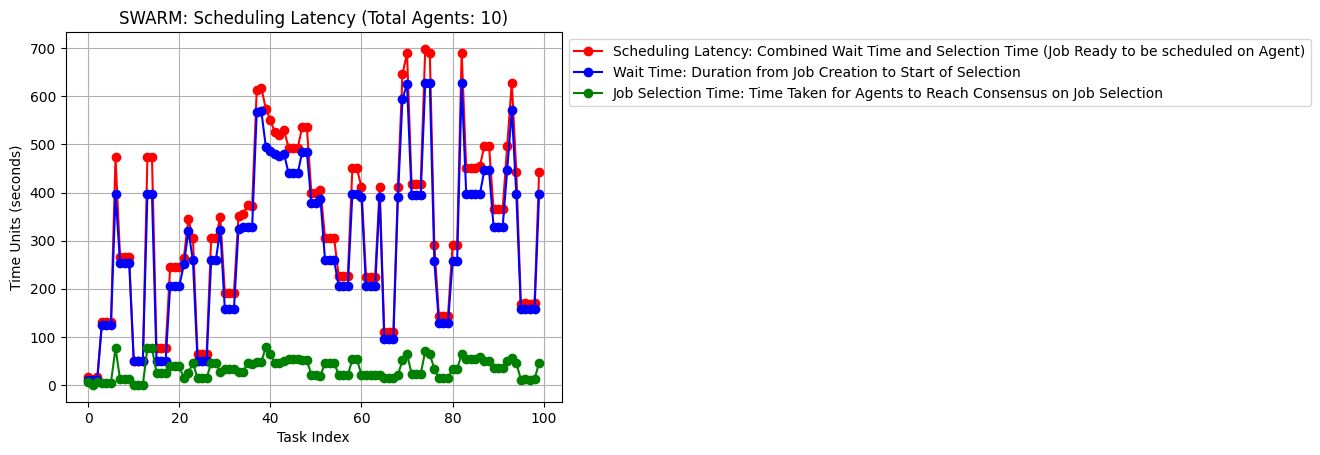 SWARM: Scheduling Latency (Total Agents: 10)
Scheduling Latency: Combined Wait Time and Selection Time (Job Ready to be scheduled on Agent)
Wait Time: Duration from Job Creation to Start of Selection
Job Selection Time: Time Taken for Agents to Reach Consensus on Job Selection
Time Units (seconds)
700
600
500
400
300
200
100
0
0 20 40 60 80 100
Task Index